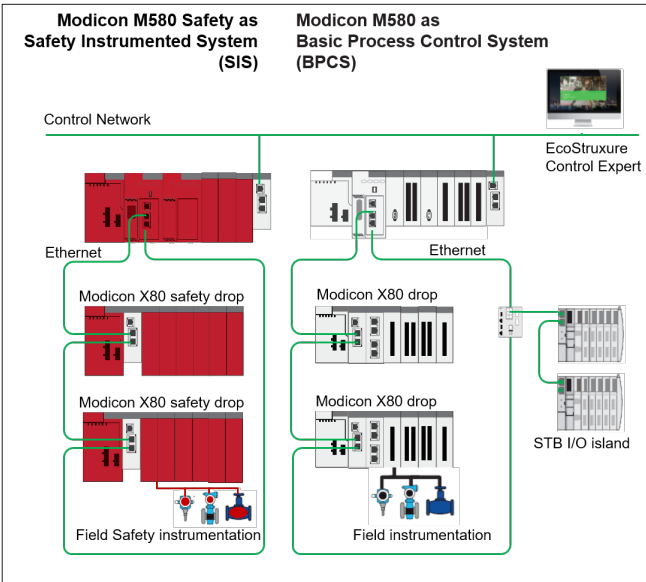 Modicon M580 Safety as
Safety Instrumented System
(SIS)
Modicon M580 as
Basic Process Control System
(BPCS)
Control Network
EcoStruxure
Control Expert
Ethernet
Ethernet
Modicon X80 safety drop
Modicon X80 drop
Modicon X80 safety drop
Modicon X80 drop
STB I/O island
Field Safety instrumentation
Field instrumentation